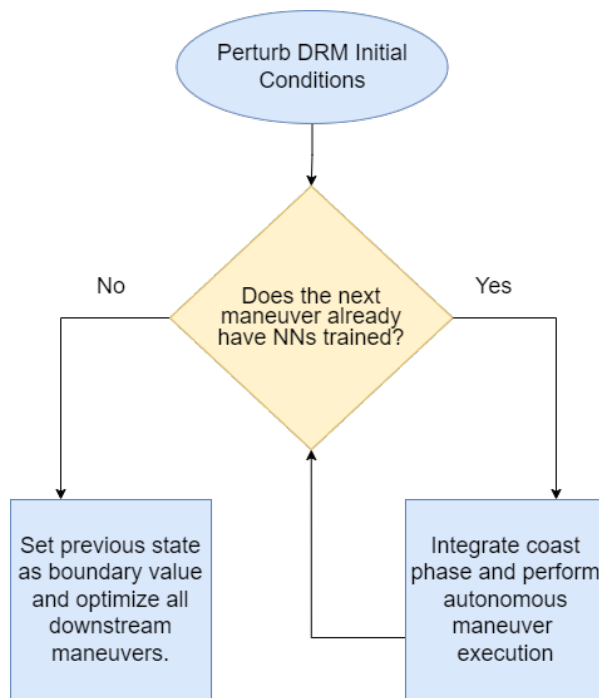 Perturb DRM Initial
Conditions
No
Yes
Does the next
maneuver already
have NNs trained?
Set previous state
as boundary value
and optimize all
downstream
maneuvers.
Integrate coast
phase and perform
autonomous
maneuver
execution